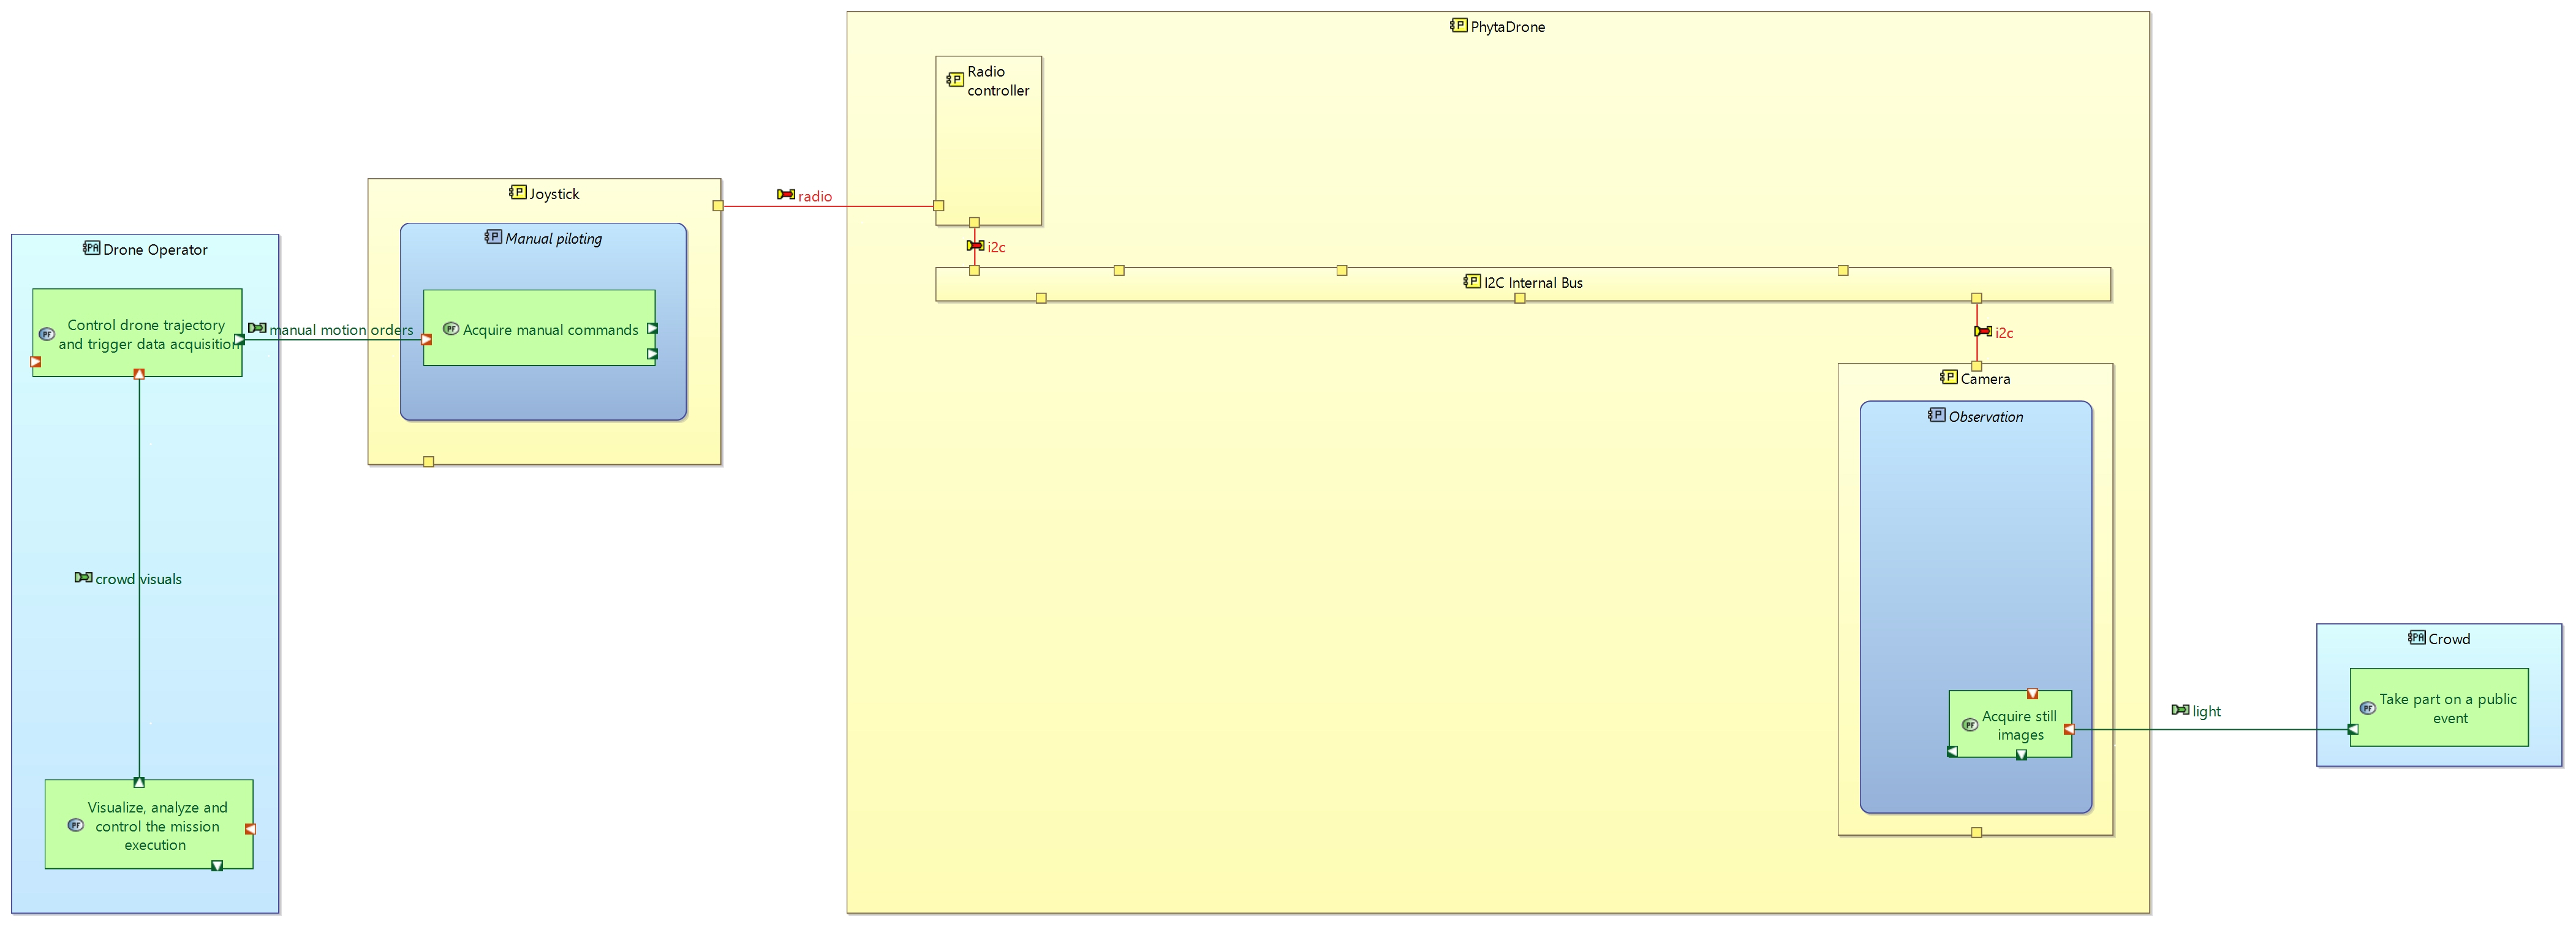 PhytaDrone
Radio
controller
Joystick
radio
Manual piloting
i2c
Drone Operator
I2C Internal Bus
Control drone trajectory
and trigger data acquisition
manual motion orders
Acquire manual commands
i2c
Camera
Observation
crowd visuals
Crowd
Take part on a public
event
Acquire still
images
light
Visualize, analyze and
control the mission
execution